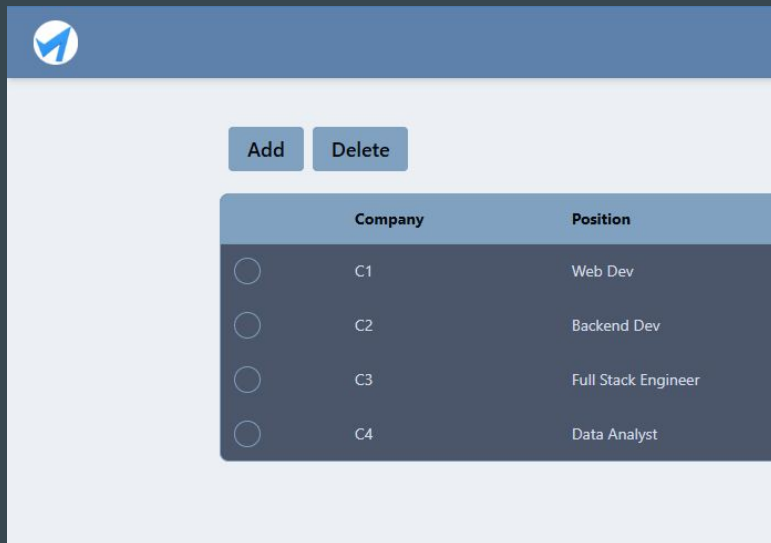 Add Delete
Company Position
C1 Web Dev
C2 Backend Dev
C3 Full Stack Engineer
C4 Data Analyst